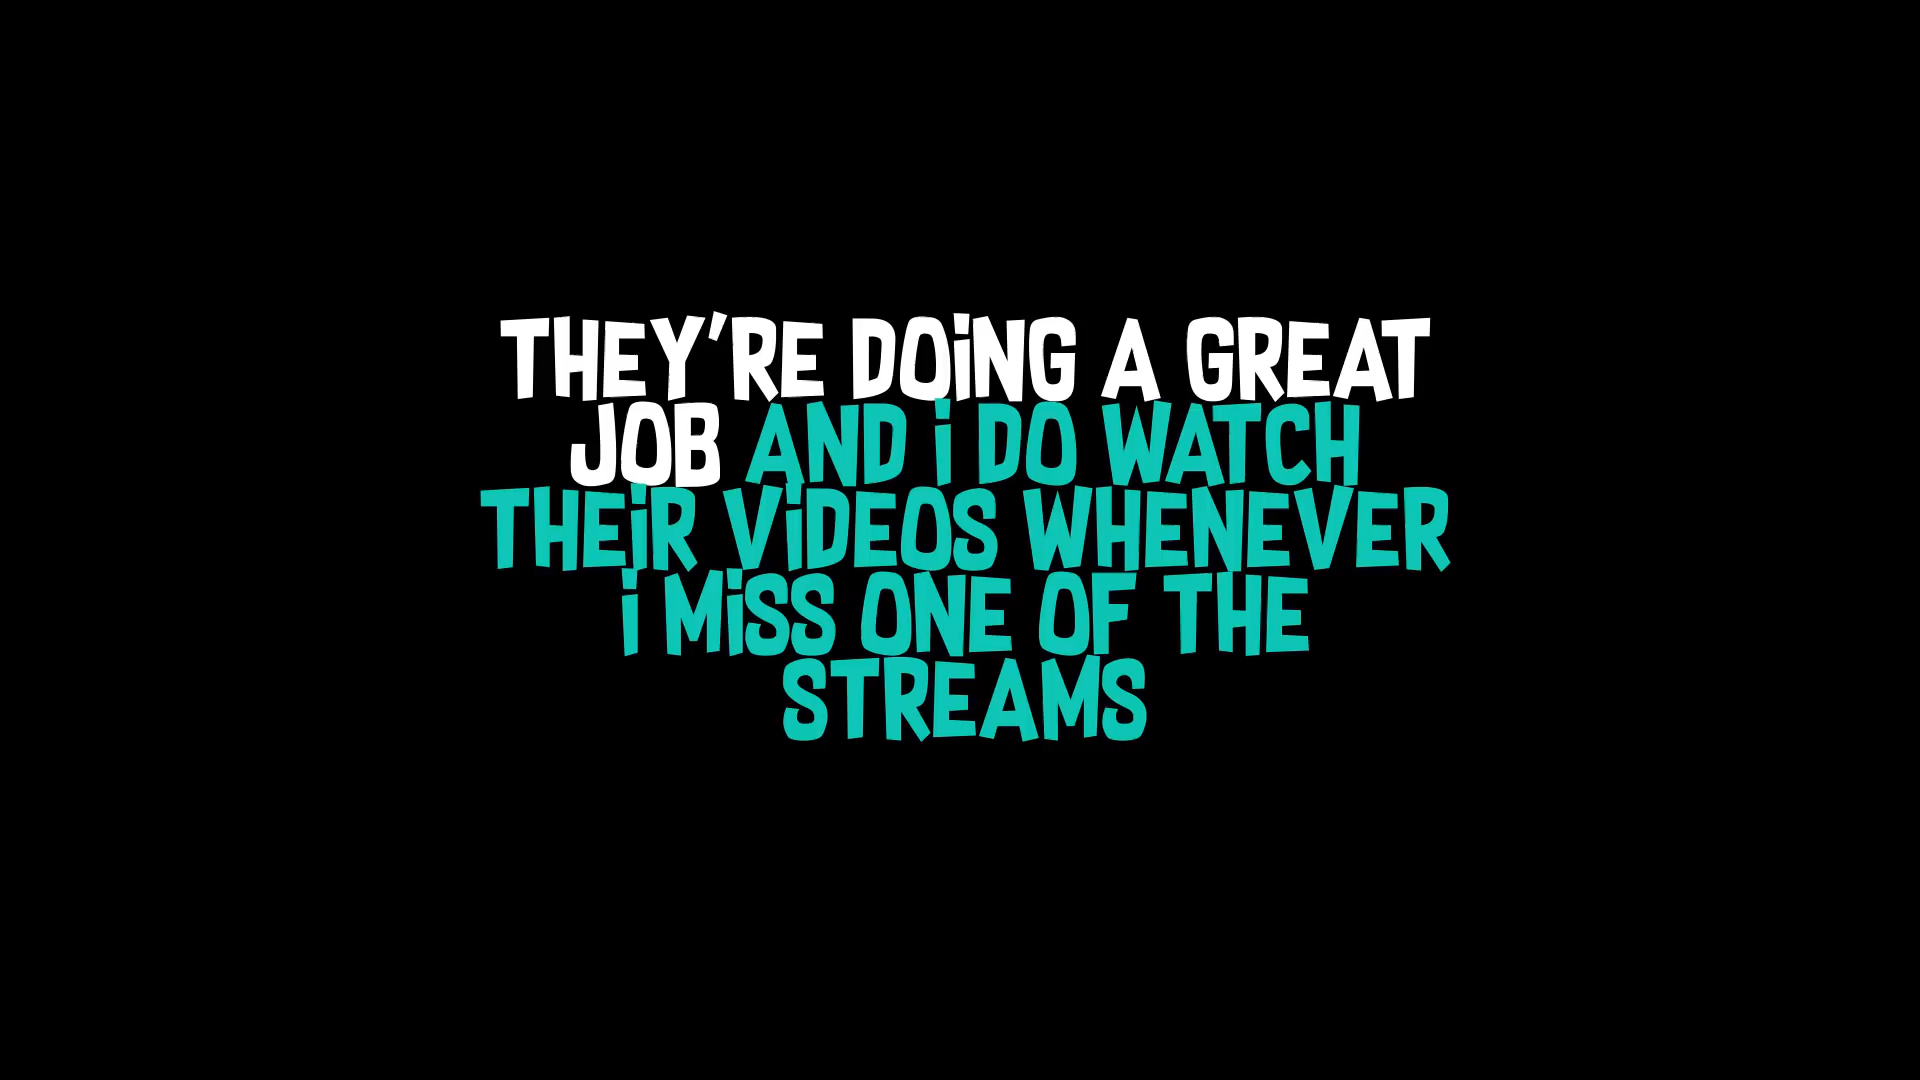 THEY'RE DOiNG A GREAT
JOB AND i DO WATCH
THEiR ViDEOS WHENEVER
i MiSS ONE OF THE
STREAMS